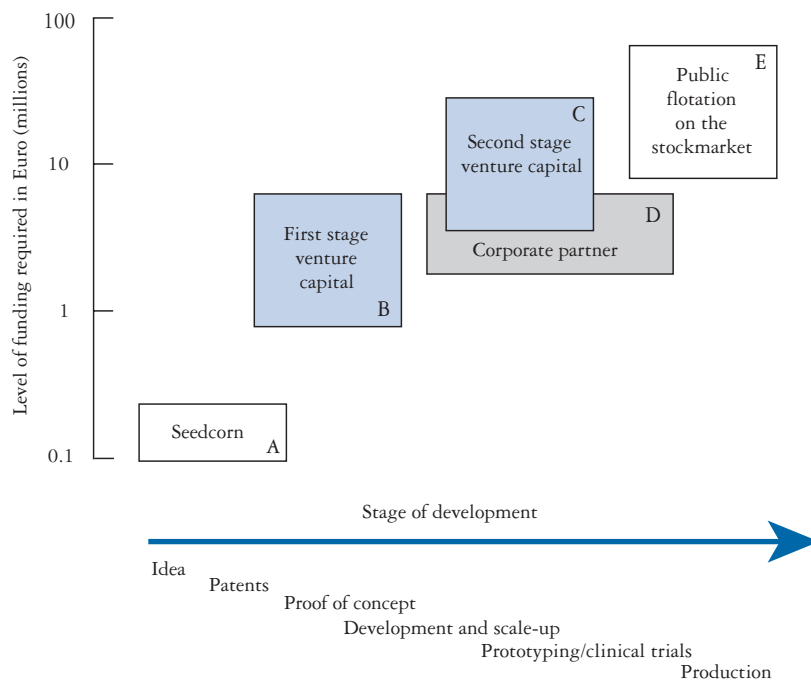 100
10
1
0.1
Level of funding required in Euro (millions)
Seedcorn
A
First stage
venture
capital
B
Second stage
venture capital
C
Corporate partner
D
Public
flotation
on the
stockmarket
E
Stage of development
Idea
Patents
Proof of concept
Development and scale-up
Prototyping/clinical trials
Production